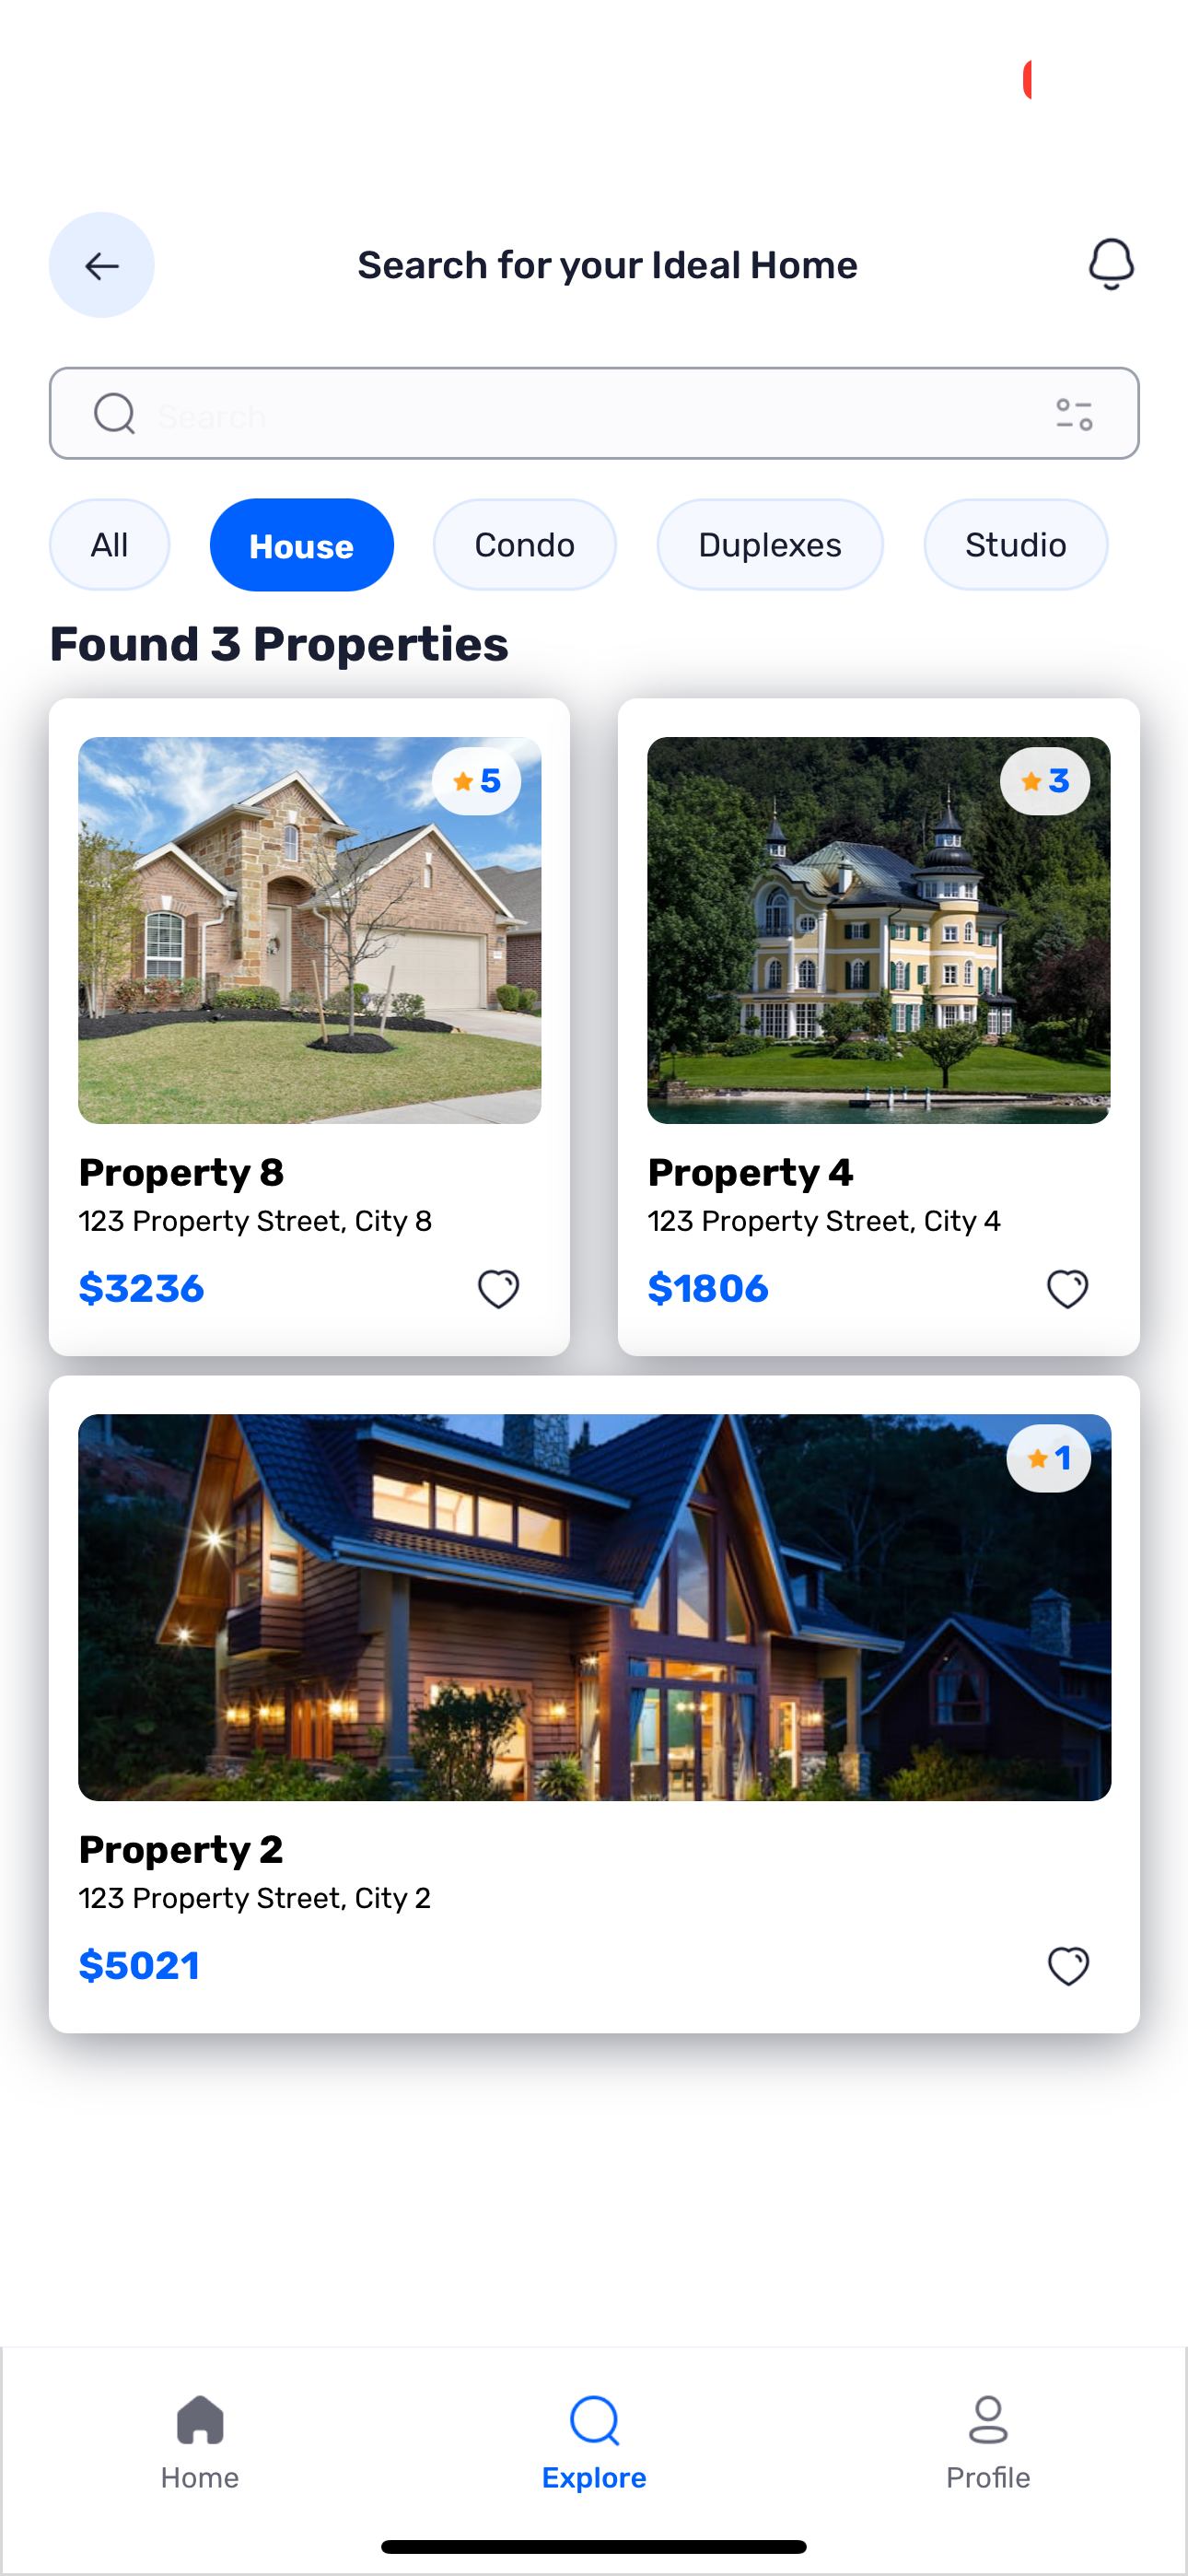 Search for your Ideal Home
Search
All House Condo Duplexes Studio
Found 3 Properties
5
3
Property 8
123 Property Street, City 8
$3236
Property 4
123 Property Street, City 4
$1806
1
Property 2
123 Property Street, City 2
$5021
Home Explore Profile